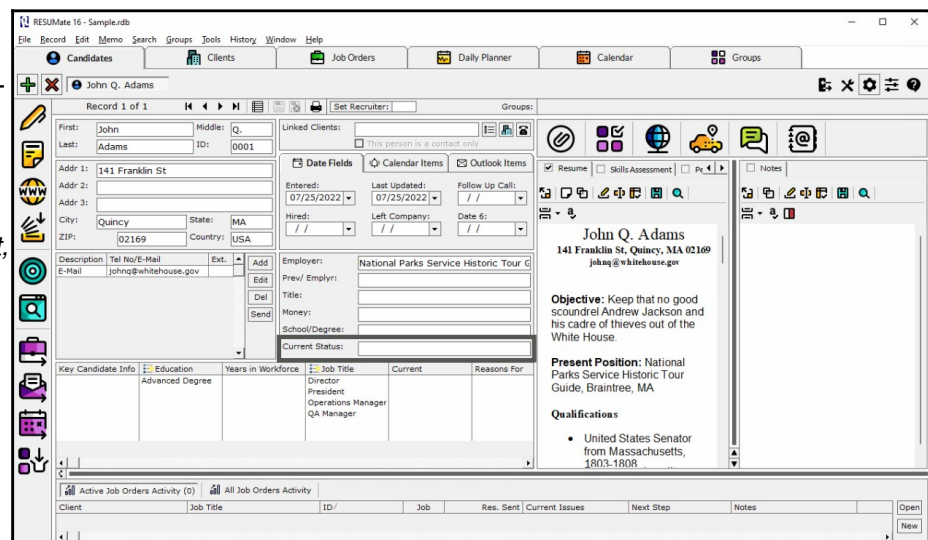 RESUMate 16 - Sample.rdb
File Record Edit Memo Search Groups Tools History Window Help
Candidates Clients Job Orders Daily Planner Calendar Groups
John Q. Adams
Record 1 of 1 Set Recruiter: Groups:
First: John Middle: Q.
Last: Adams ID: 0001
Linked Clients:
This person is a contact only
Addr 1: 141 Franklin St
Addr 2:
Addr 3:
City: Quincy State: MA
ZIP: 02169 Country: USA
Date Fields Calendar Items Outlook Items
Entered: Last Updated: Follow Up Call:
07/25/2022 07/25/2022 / /
Hired: Left Company: Date 6:
/ / / / / /
Description Tel No/E-Mail Ext.
E-Mail johnq@whitehouse.gov
Add
Edit
Del
Send
Employer: National Parks Service Historic Tour G
Prev/ Emplyr:
Title:
Money:
School/Degree:
Current Status:
Key Candidate Info Education Years in Workforce Job Title Current Reasons For
Advanced Degree Director
President
Operations Manager
QA Manager
WWW
Resume Skills Assessment Pe Notes
John Q. Adams
141 Franklin St, Quincy, MA 02169
johnq@whitehouse.gov
Objective: Keep that no good
scoundrel Andrew Jackson and
his cadre of thieves out of the
White House.
Present Position: National
Parks Service Historic Tour
Guide, Braintree, MA
Qualifications
• United States Senator
from Massachusetts,
1803-1808
Active Job Orders Activity (0) All Job Orders Activity
Client Job Title ID/ Job Res. Sent Current Issues Next Step Notes
Open
New